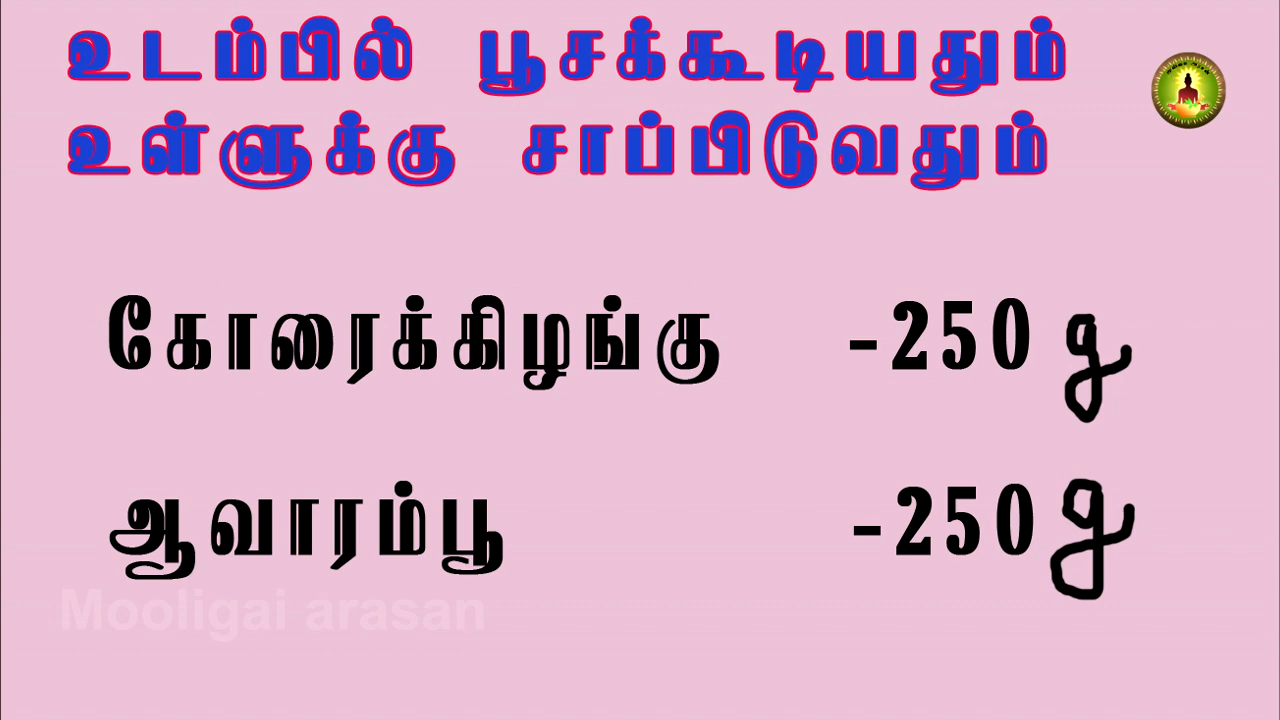 உடம்பில் பூசக்கூடியதும்
உள்ளுக்கு சாப்பிடுவதும்
கோரைக்கிழங்கு -250 g
ஆவாரம்பூ -250 g
Mooligai arasan